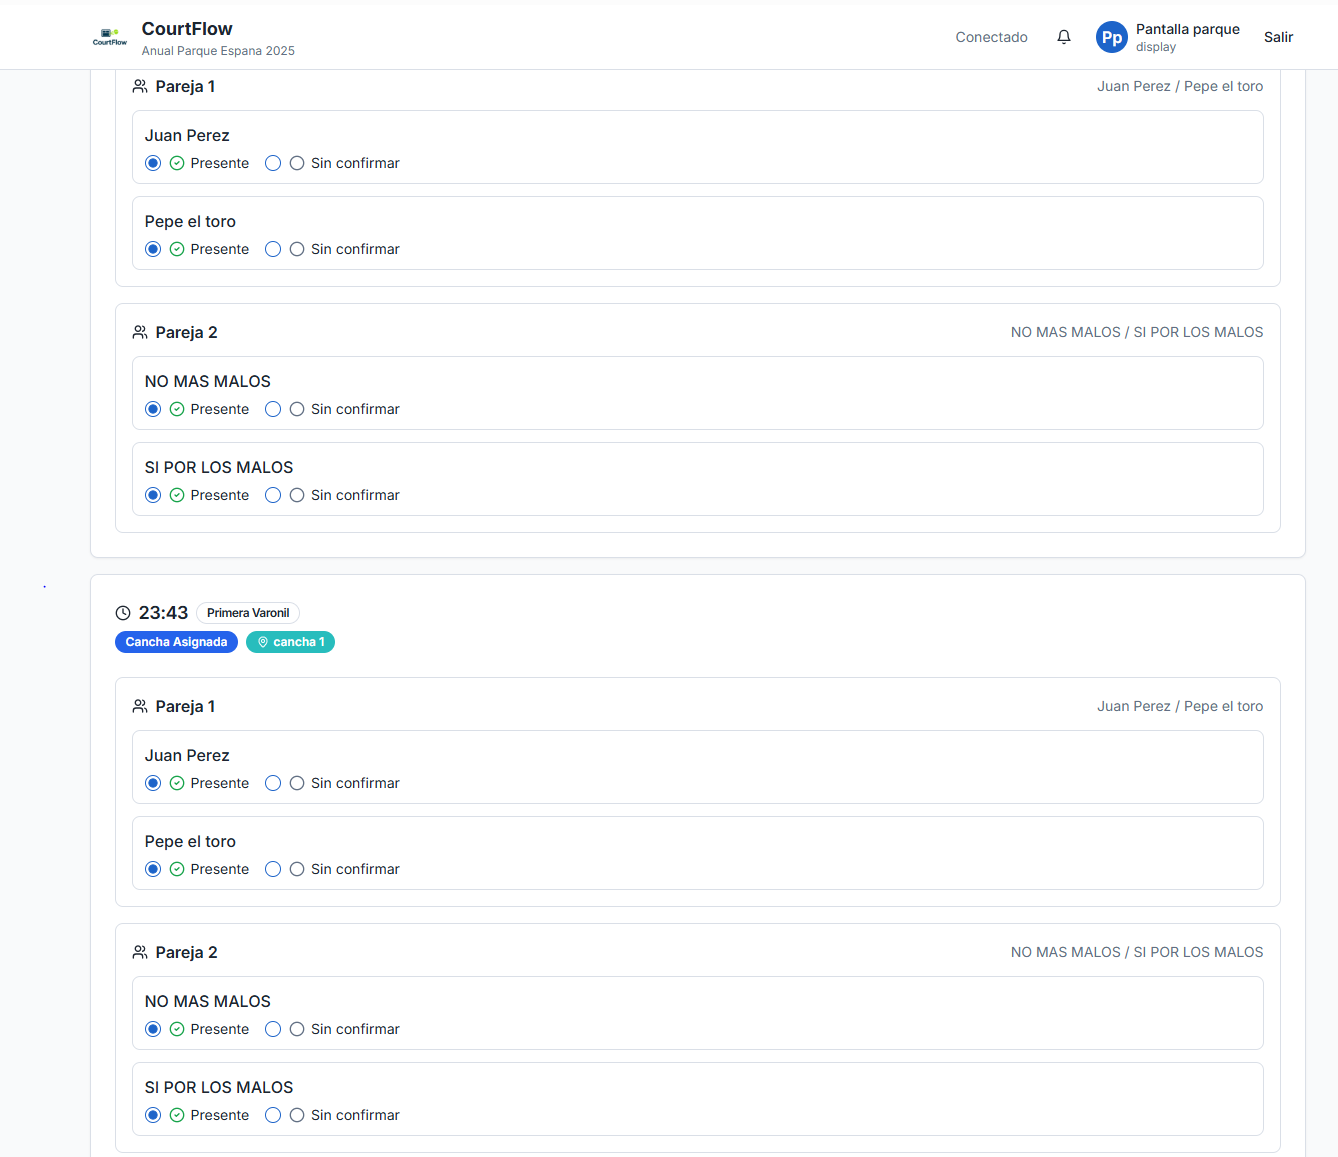 CourtFlow
CourtFlow
Anual Parque Espana 2025
Conectado
Pp
Pantalla parque
display
Salir
Pareja 1
Juan Perez / Pepe el toro
Juan Perez
Presente Sin confirmar
Pepe el toro
Presente Sin confirmar
Pareja 2
NO MAS MALOS / SI POR LOS MALOS
NO MAS MALOS
Presente Sin confirmar
SI POR LOS MALOS
Presente Sin confirmar
23:43 Primera Varonil
Cancha Asignada cancha 1
Pareja 1
Juan Perez / Pepe el toro
Juan Perez
Presente Sin confirmar
Pepe el toro
Presente Sin confirmar
Pareja 2
NO MAS MALOS / SI POR LOS MALOS
NO MAS MALOS
Presente Sin confirmar
SI POR LOS MALOS
Presente Sin confirmar